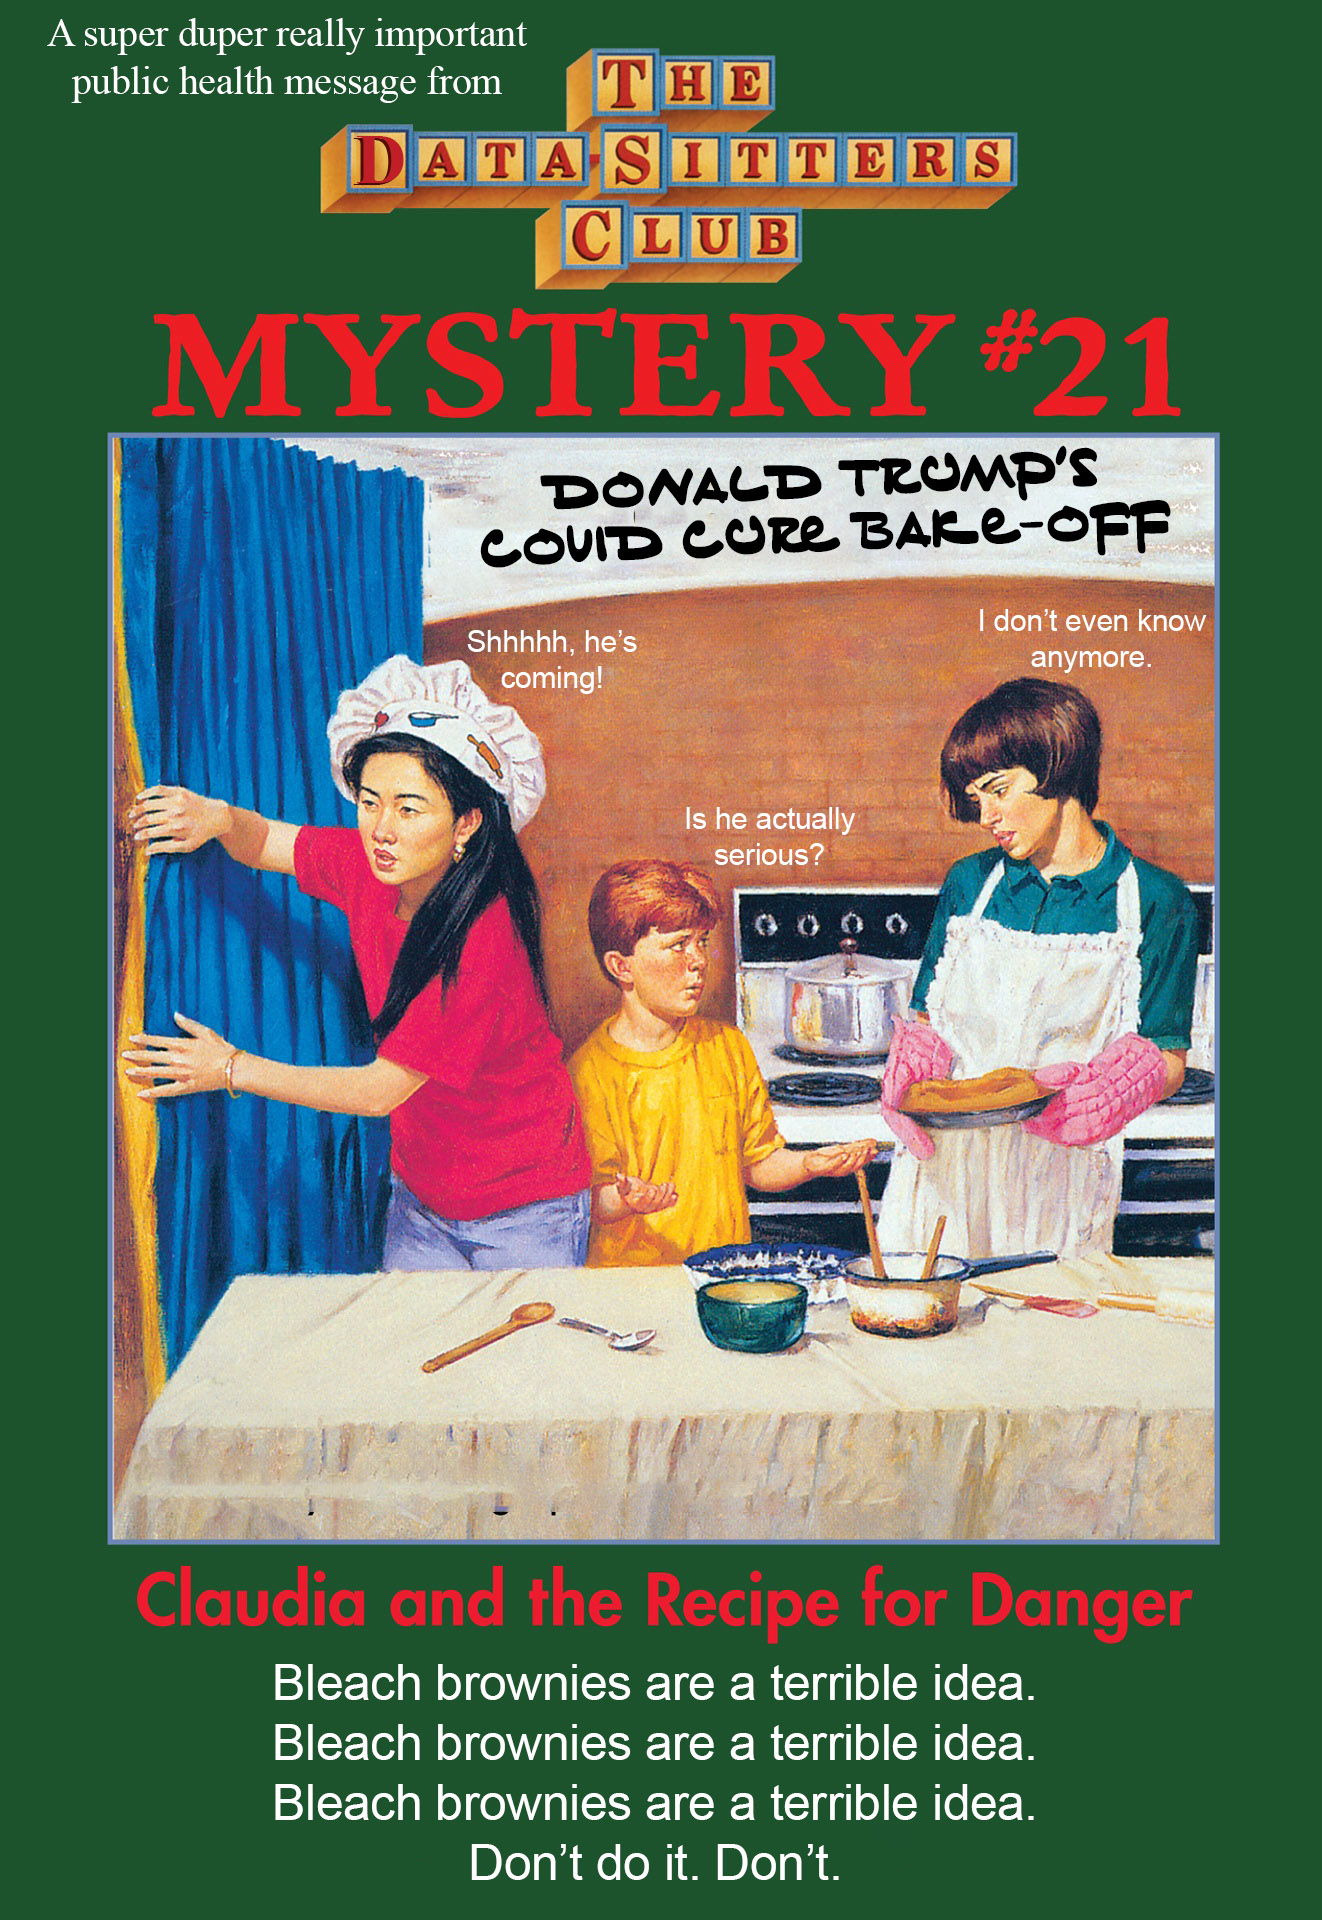 A super duper really important
public health message from
THE
DATA SITTERS
CLUB
MYSTERY #21
DONALD TRUMP'S
COVID CURE BAKE-OFF
I don't even know
anymore.
Shhhhh, he's
coming!
Is he actually
serious?
Claudia and the Recipe for Danger
Bleach brownies are a terrible idea.
Bleach brownies are a terrible idea.
Bleach brownies are a terrible idea.
Don't do it. Don't.